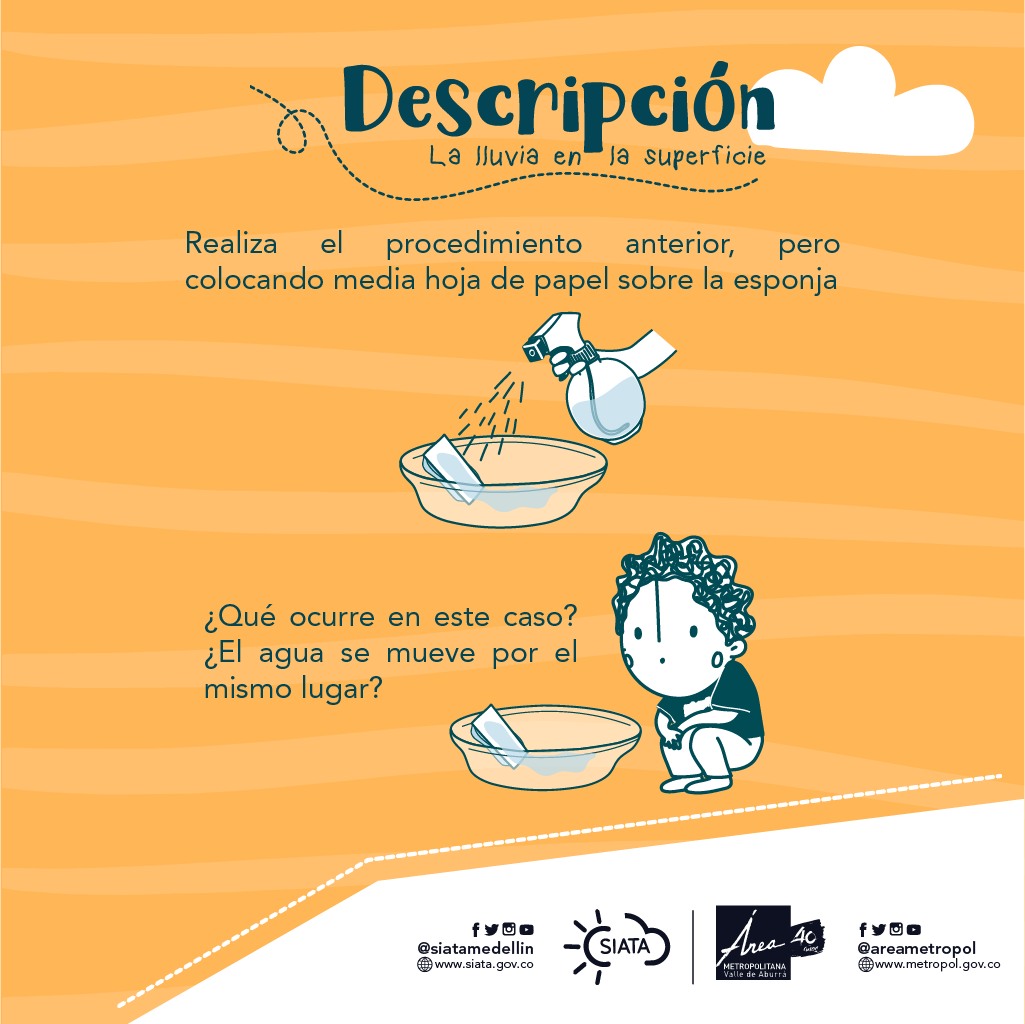 Descripción
La lluvia en la superficie
Realiza el procedimiento anterior, pero
colocando media hoja de papel sobre la esponja
¿Qué ocurre en este caso?
¿El agua se mueve por el
mismo lugar?
@siatamedellin
www.siata.gov.co
SIATA
Área
40
METROPOLITANA
Valle de Aburrá
@areametropol
www.metropol.gov.co